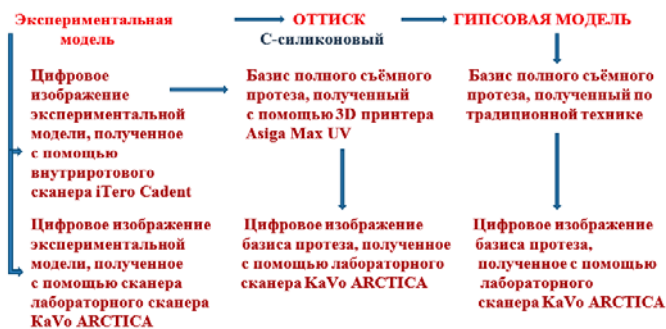 Экспериментальная
модель
ОТТИСК
С-силиконовый
ГИПСОВАЯ МОДЕЛЬ
Цифровое
изображение
экспериментальной
модели, полученное
с помощью
внутриротового
сканера iTero Cadent
Базис полного съёмного
протеза, полученный
с помощью 3D принтера
Asiga Max UV
Базис полного съёмного
протеза, полученный по
традиционной технике
Цифровое изображение
экспериментальной
модели, полученное
с помощью сканера
лабораторного сканера
KaVo ARCTICA
Цифровое изображение
базиса протеза, полученное
с помощью лабораторного
сканера KaVo ARCTICA
Цифровое изображение
базиса протеза,
полученное с помощью
лабораторного
сканера KaVo ARCTICA